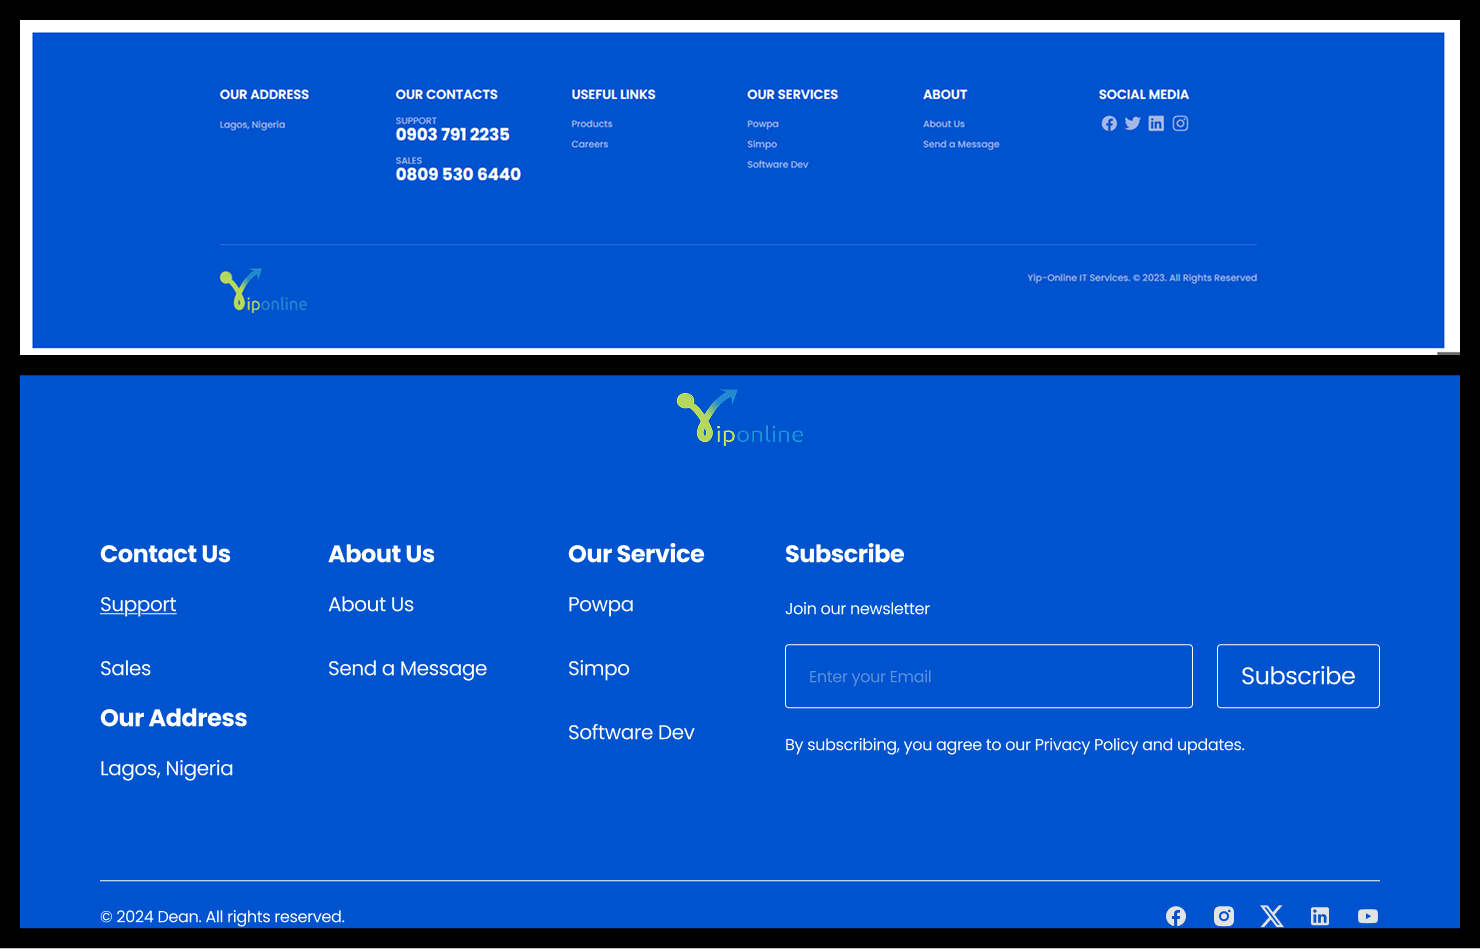 OUR ADDRESS
Lagos, Nigeria
OUR CONTACTS
SUPPORT
0903 791 2235
SALES
0809 530 6440
USEFUL LINKS
Products
Careers
OUR SERVICES
Powpa
Simpo
Software Dev
ABOUT
About Us
Send a Message
SOCIAL MEDIA
Yiponline
Yip-Online IT Services. © 2023. All Rights Reserved
Yiponline
Contact Us
Support
Sales
Our Address
Lagos, Nigeria
About Us
About Us
Send a Message
Our Service
Powpa
Simpo
Software Dev
Subscribe
Join our newsletter
Enter your Email
Subscribe
By subscribing, you agree to our Privacy Policy and updates.
© 2024 Dean. All rights reserved.